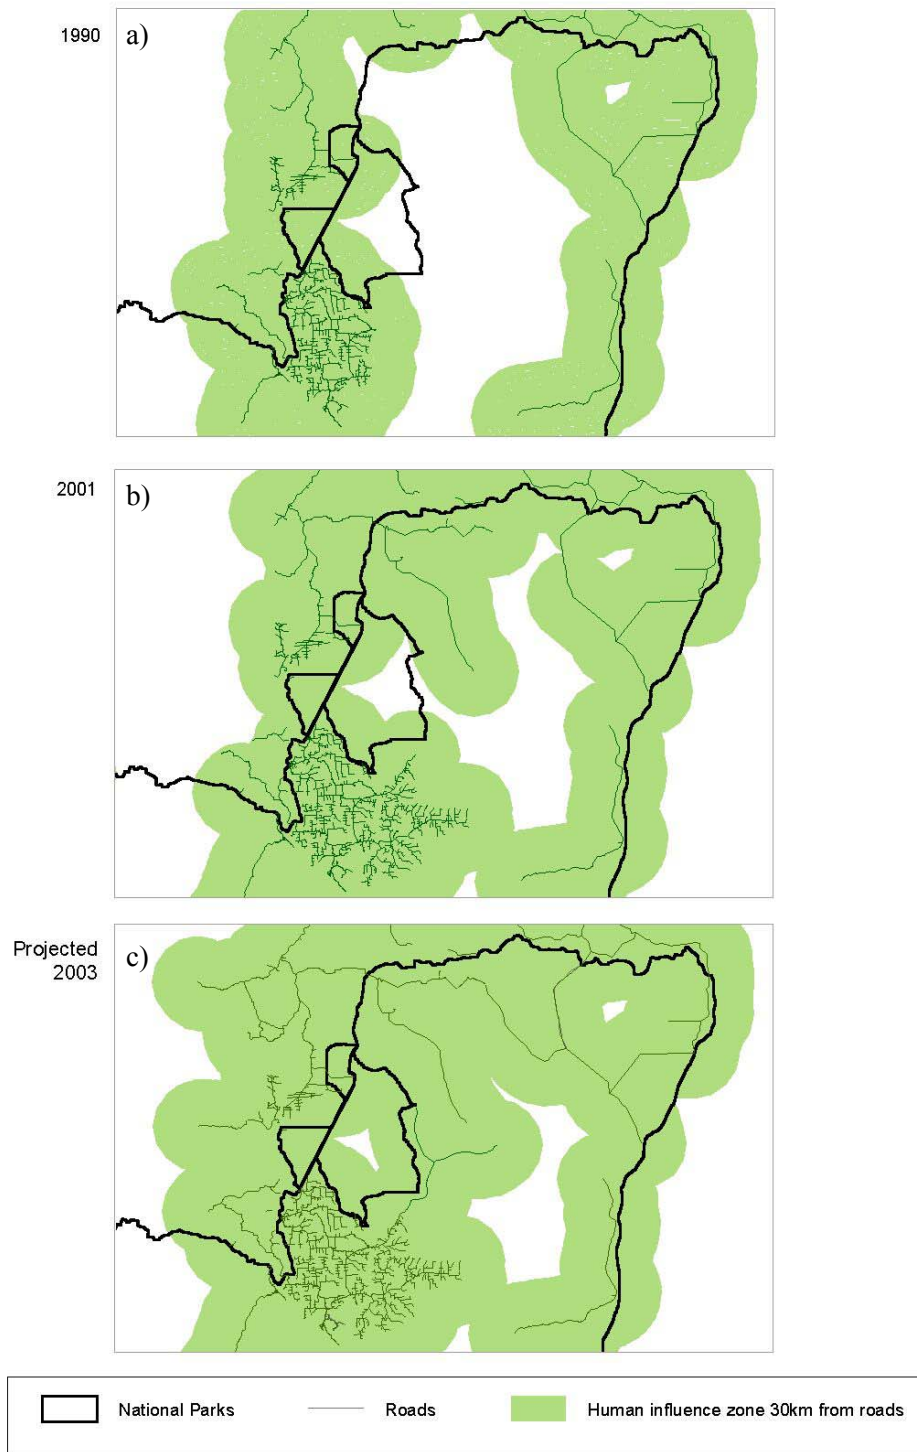 1990
a)
2001
b)
Projected
2003
c)
National Parks
Roads
Human influence zone 30km from roads